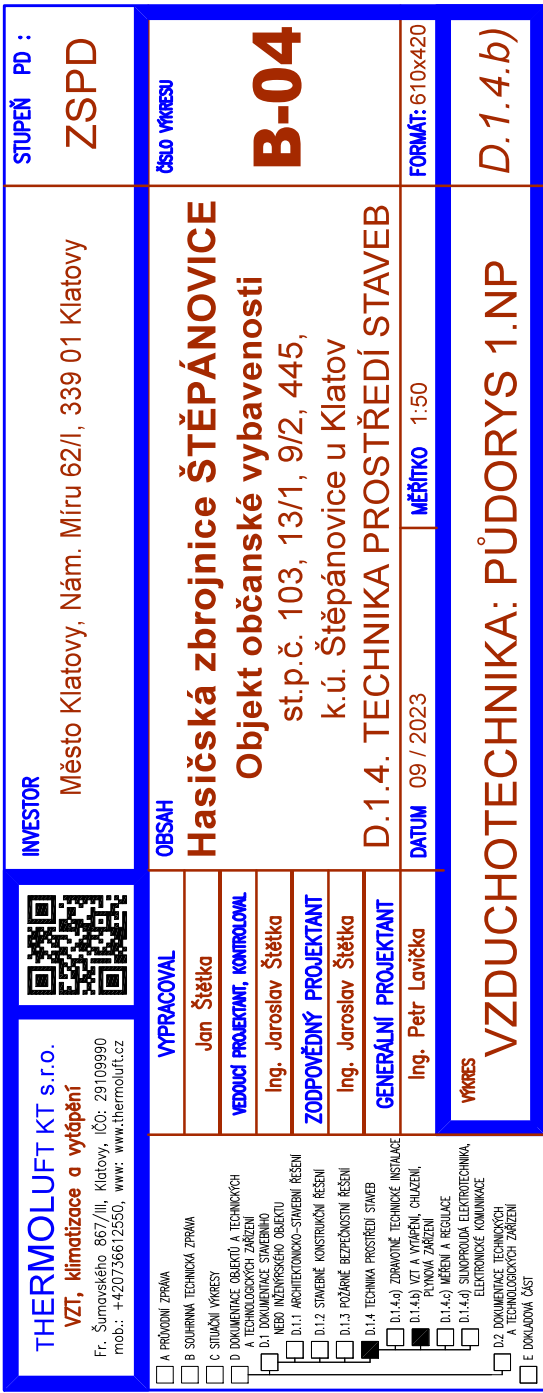 THERMOLUFT KT s.r.o.
VZT, klimatizace a vytápění
Fr. Šumavského 867/III, Klatovy, IČO: 29109990
mob.: +420736612550, www: www.thermoluft.cz
INVESTOR
Město Klatovy, Nám. Míru 62/I, 339 01 Klatovy
STUPEŇ PD :
ZSPD
A PRŮVODNÍ ZPRÁVA
B SOUHRNNÁ TECHNICKÁ ZPRÁVA
C SITUAČNÍ VÝKRESY
D DOKUMENTACE OBJEKTŮ A TECHNICKÝCH
A TECHNOLOGICKÝCH ZAŘÍZENÍ
D.1 DOKUMENTACE STAVEBNÍHO
NEBO INŽENÝRSKÉHO OBJEKTU
D.1.1 ARCHITEKTONICKO-STAVEBNÍ ŘEŠENÍ
D.1.2 STAVEBNĚ KONSTRUKČNÍ ŘEŠENÍ
D.1.3 POŽÁRNĚ BEZPEČNOSTNÍ ŘEŠENÍ
D.1.4 TECHNIKA PROSTŘEDÍ STAVEB
D.1.4.a) ZDRAVOTNĚ TECHNICKÉ INSTALACE
D.1.4.b) VZT A VYTÁPĚNÍ, CHLAZENÍ,
PLYNOVÁ ZAŘÍZENÍ
D.1.4.c) MĚŘENÍ A REGULACE
D.1.4.d) SILNOPROUDÁ ELEKTROTECHNIKA,
ELEKTRONICKÉ KOMUNIKACE
D.2 DOKUMENTACE TECHNICKÝCH
A TECHNOLOGICKÝCH ZAŘÍZENÍ
E DOKLADOVÁ ČÁST
VYPRACOVAL
Jan Štětka
VEDOUCÍ PROJEKTANT, KONTROLOVAL
Ing. Jaroslav Štětka
ZODPOVĚDNÝ PROJEKTANT
Ing. Jaroslav Štětka
GENERÁLNÍ PROJEKTANT
Ing. Petr Lavička
OBSAH
Hasičská zbrojnice ŠTĚPÁNOVICE
Objekt občanské vybavenosti
st.p.č. 103, 13/1, 9/2, 445,
k.ú. Štěpánovice u Klatov
D.1.4. TECHNIKA PROSTŘEDÍ STAVEB
ČÍSLO VÝKRESU
B-04
DATUM 09 / 2023
MĚŘÍTKO 1:50
FORMÁT: 610x420
VÝKRES
VZDUCHOTECHNIKA: PŮDORYS 1.NP
D.1.4.b)